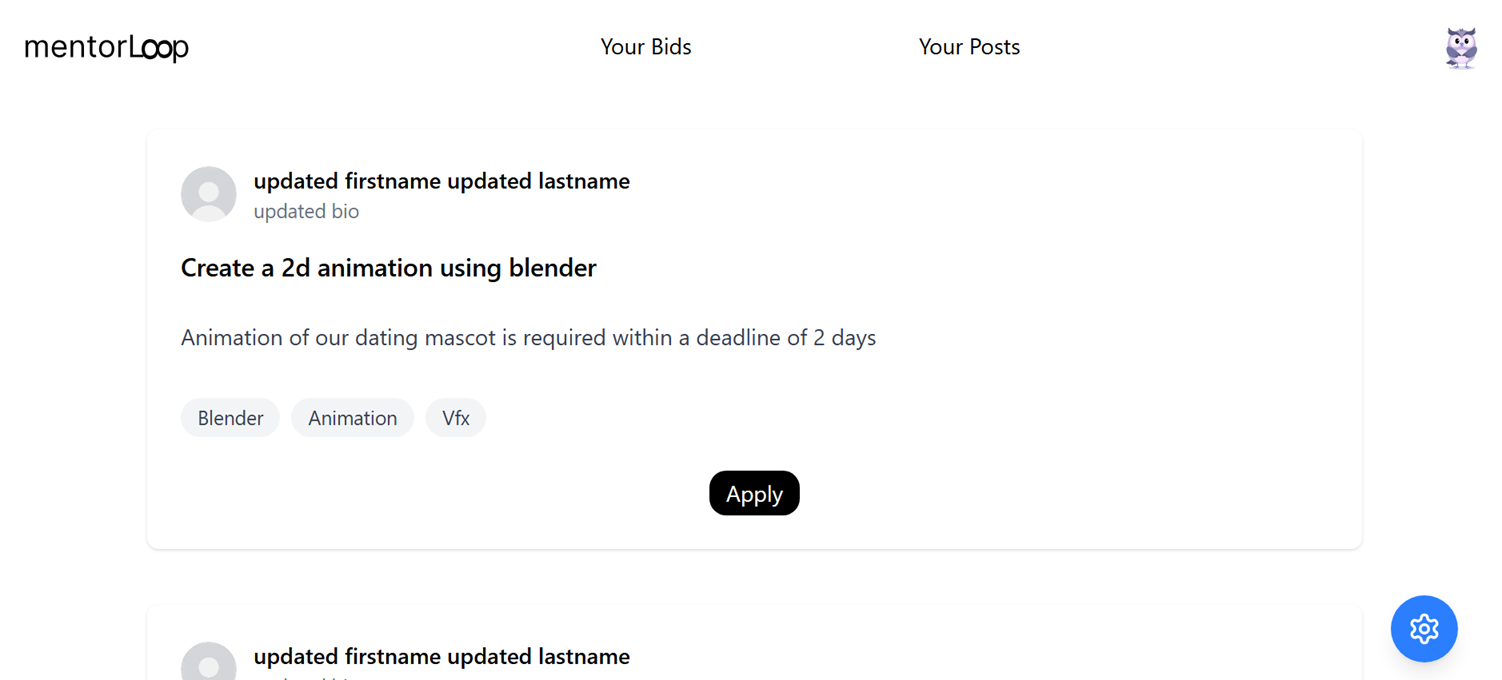 mentorLoop
Your Bids
Your Posts
updated firstname updated lastname
updated bio
Create a 2d animation using blender
Animation of our dating mascot is required within a deadline of 2 days
Blender
Animation
Vfx
Apply
updated firstname updated lastname